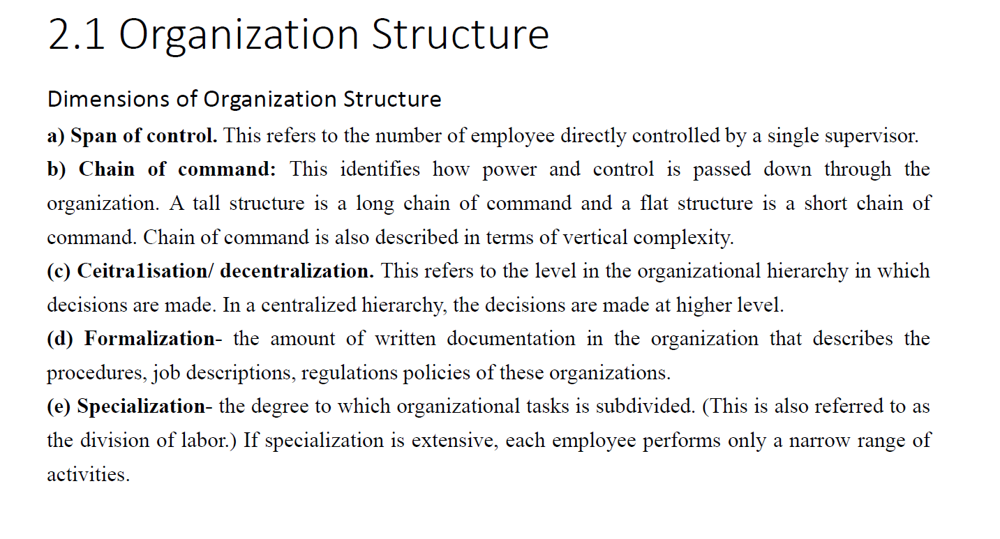 2.1 Organization Structure
Dimensions of Organization Structure
a) Span of control. This refers to the number of employee directly controlled by a single supervisor.
b) Chain of command: This identifies how power and control is passed down through the
organization. A tall structure is a long chain of command and a flat structure is a short chain of
command. Chain of command is also described in terms of vertical complexity.
(c) Ceitra1isation/ decentralization. This refers to the level in the organizational hierarchy in which
decisions are made. In a centralized hierarchy, the decisions are made at higher level.
(d) Formalization- the amount of written documentation in the organization that describes the
procedures, job descriptions, regulations policies of these organizations.
(e) Specialization- the degree to which organizational tasks is subdivided. (This is also referred to as
the division of labor.) If specialization is extensive, each employee performs only a narrow range of
activities.